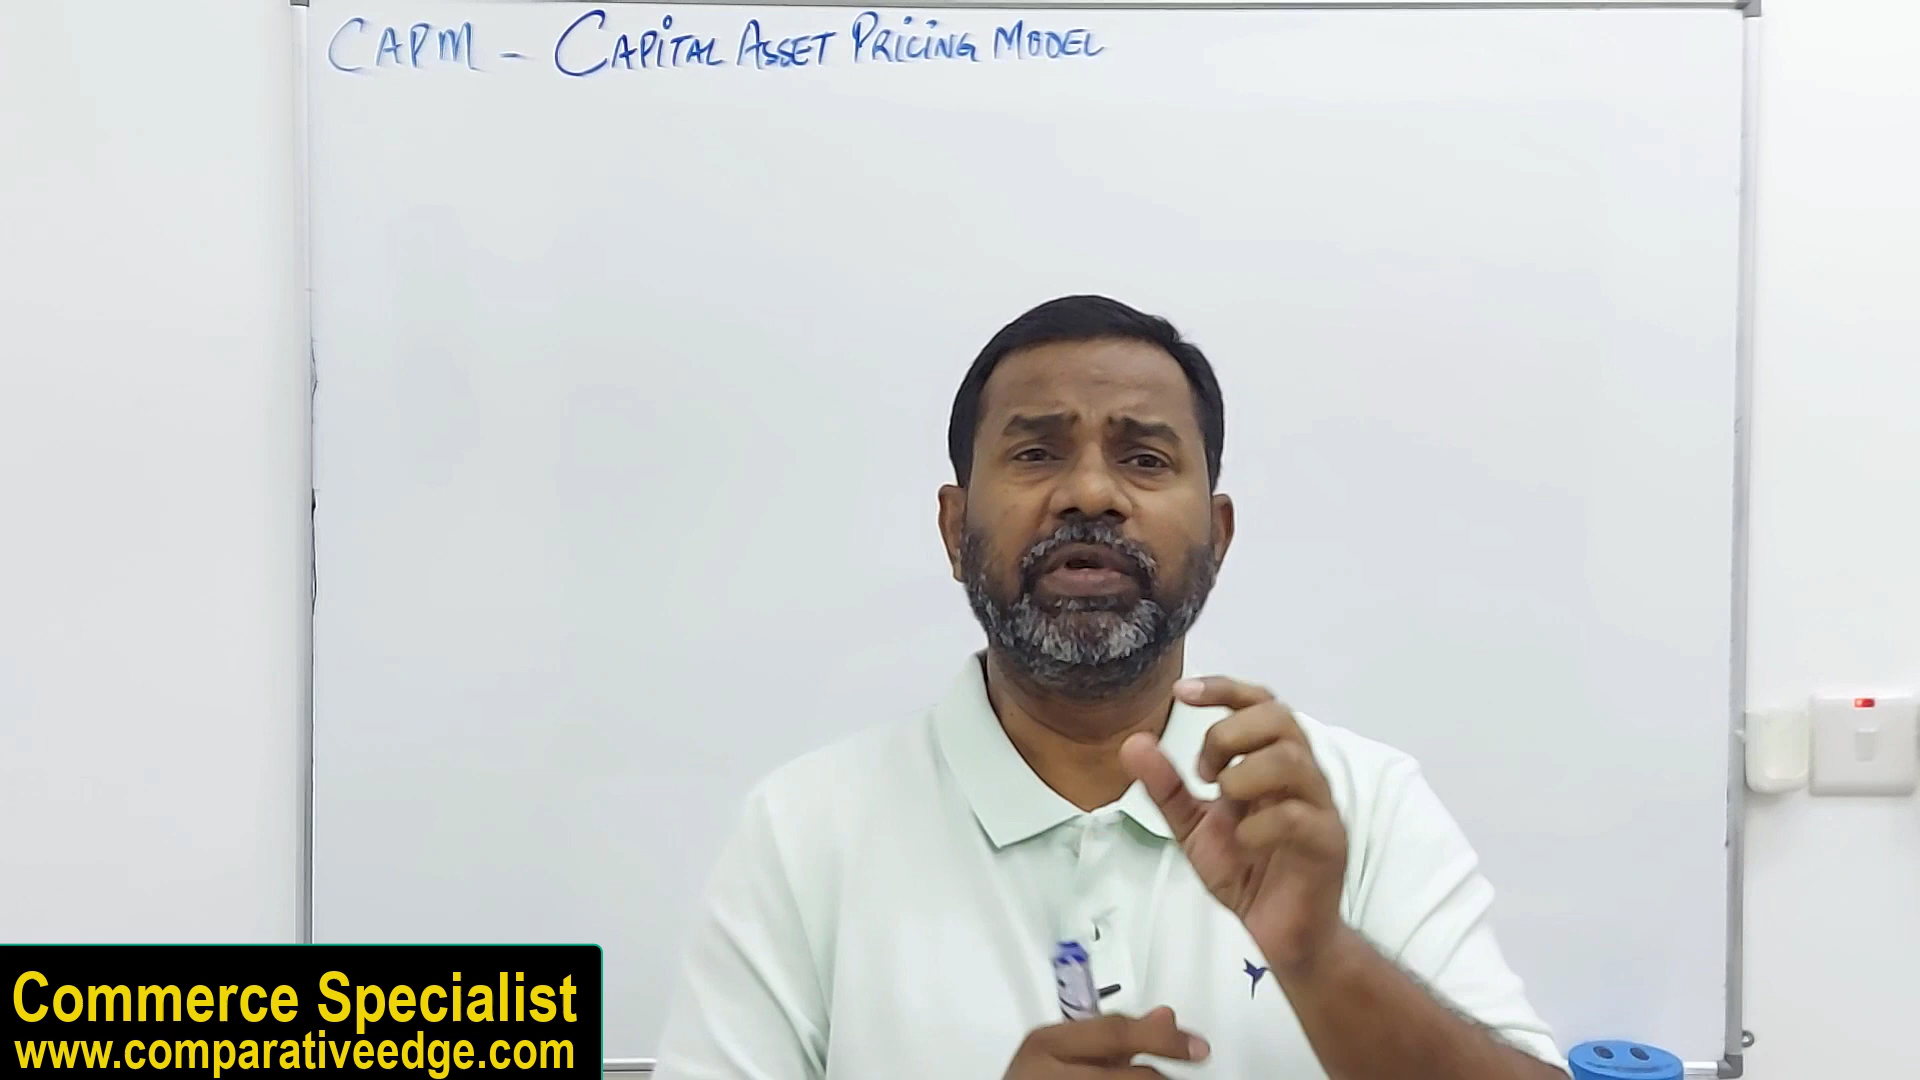 CAPM - CAPITAL ASSET PRICING MODEL
Commerce Specialist
www.comparativeedge.com